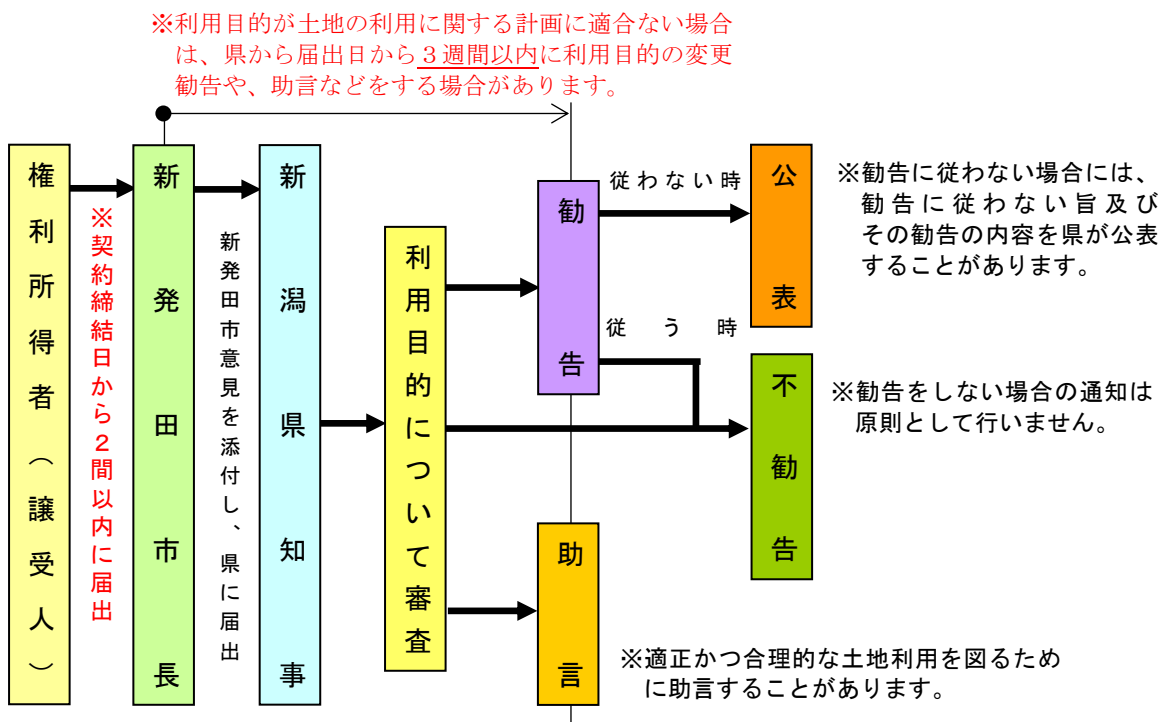 ※利用目的が土地の利用に関する計画に適合ない場合
は、県から届出日から３週間以内に利用目的の変更
勧告や、助言などをする場合があります。
権利所得者（譲受人）
※契約締結日から２間以内に届出
新発田市長
新発田市意見を添付し、県に届出
新潟県知事
利用目的について審査
勧告
従わない時
公表
※勧告に従わない場合には、
勧告に従わない旨及び
その勧告の内容を県が公表
することがあります。
従う時
不勧告
※勧告をしない場合の通知は
原則として行いません。
助言
※適正かつ合理的な土地利用を図るため
に助言することがあります。